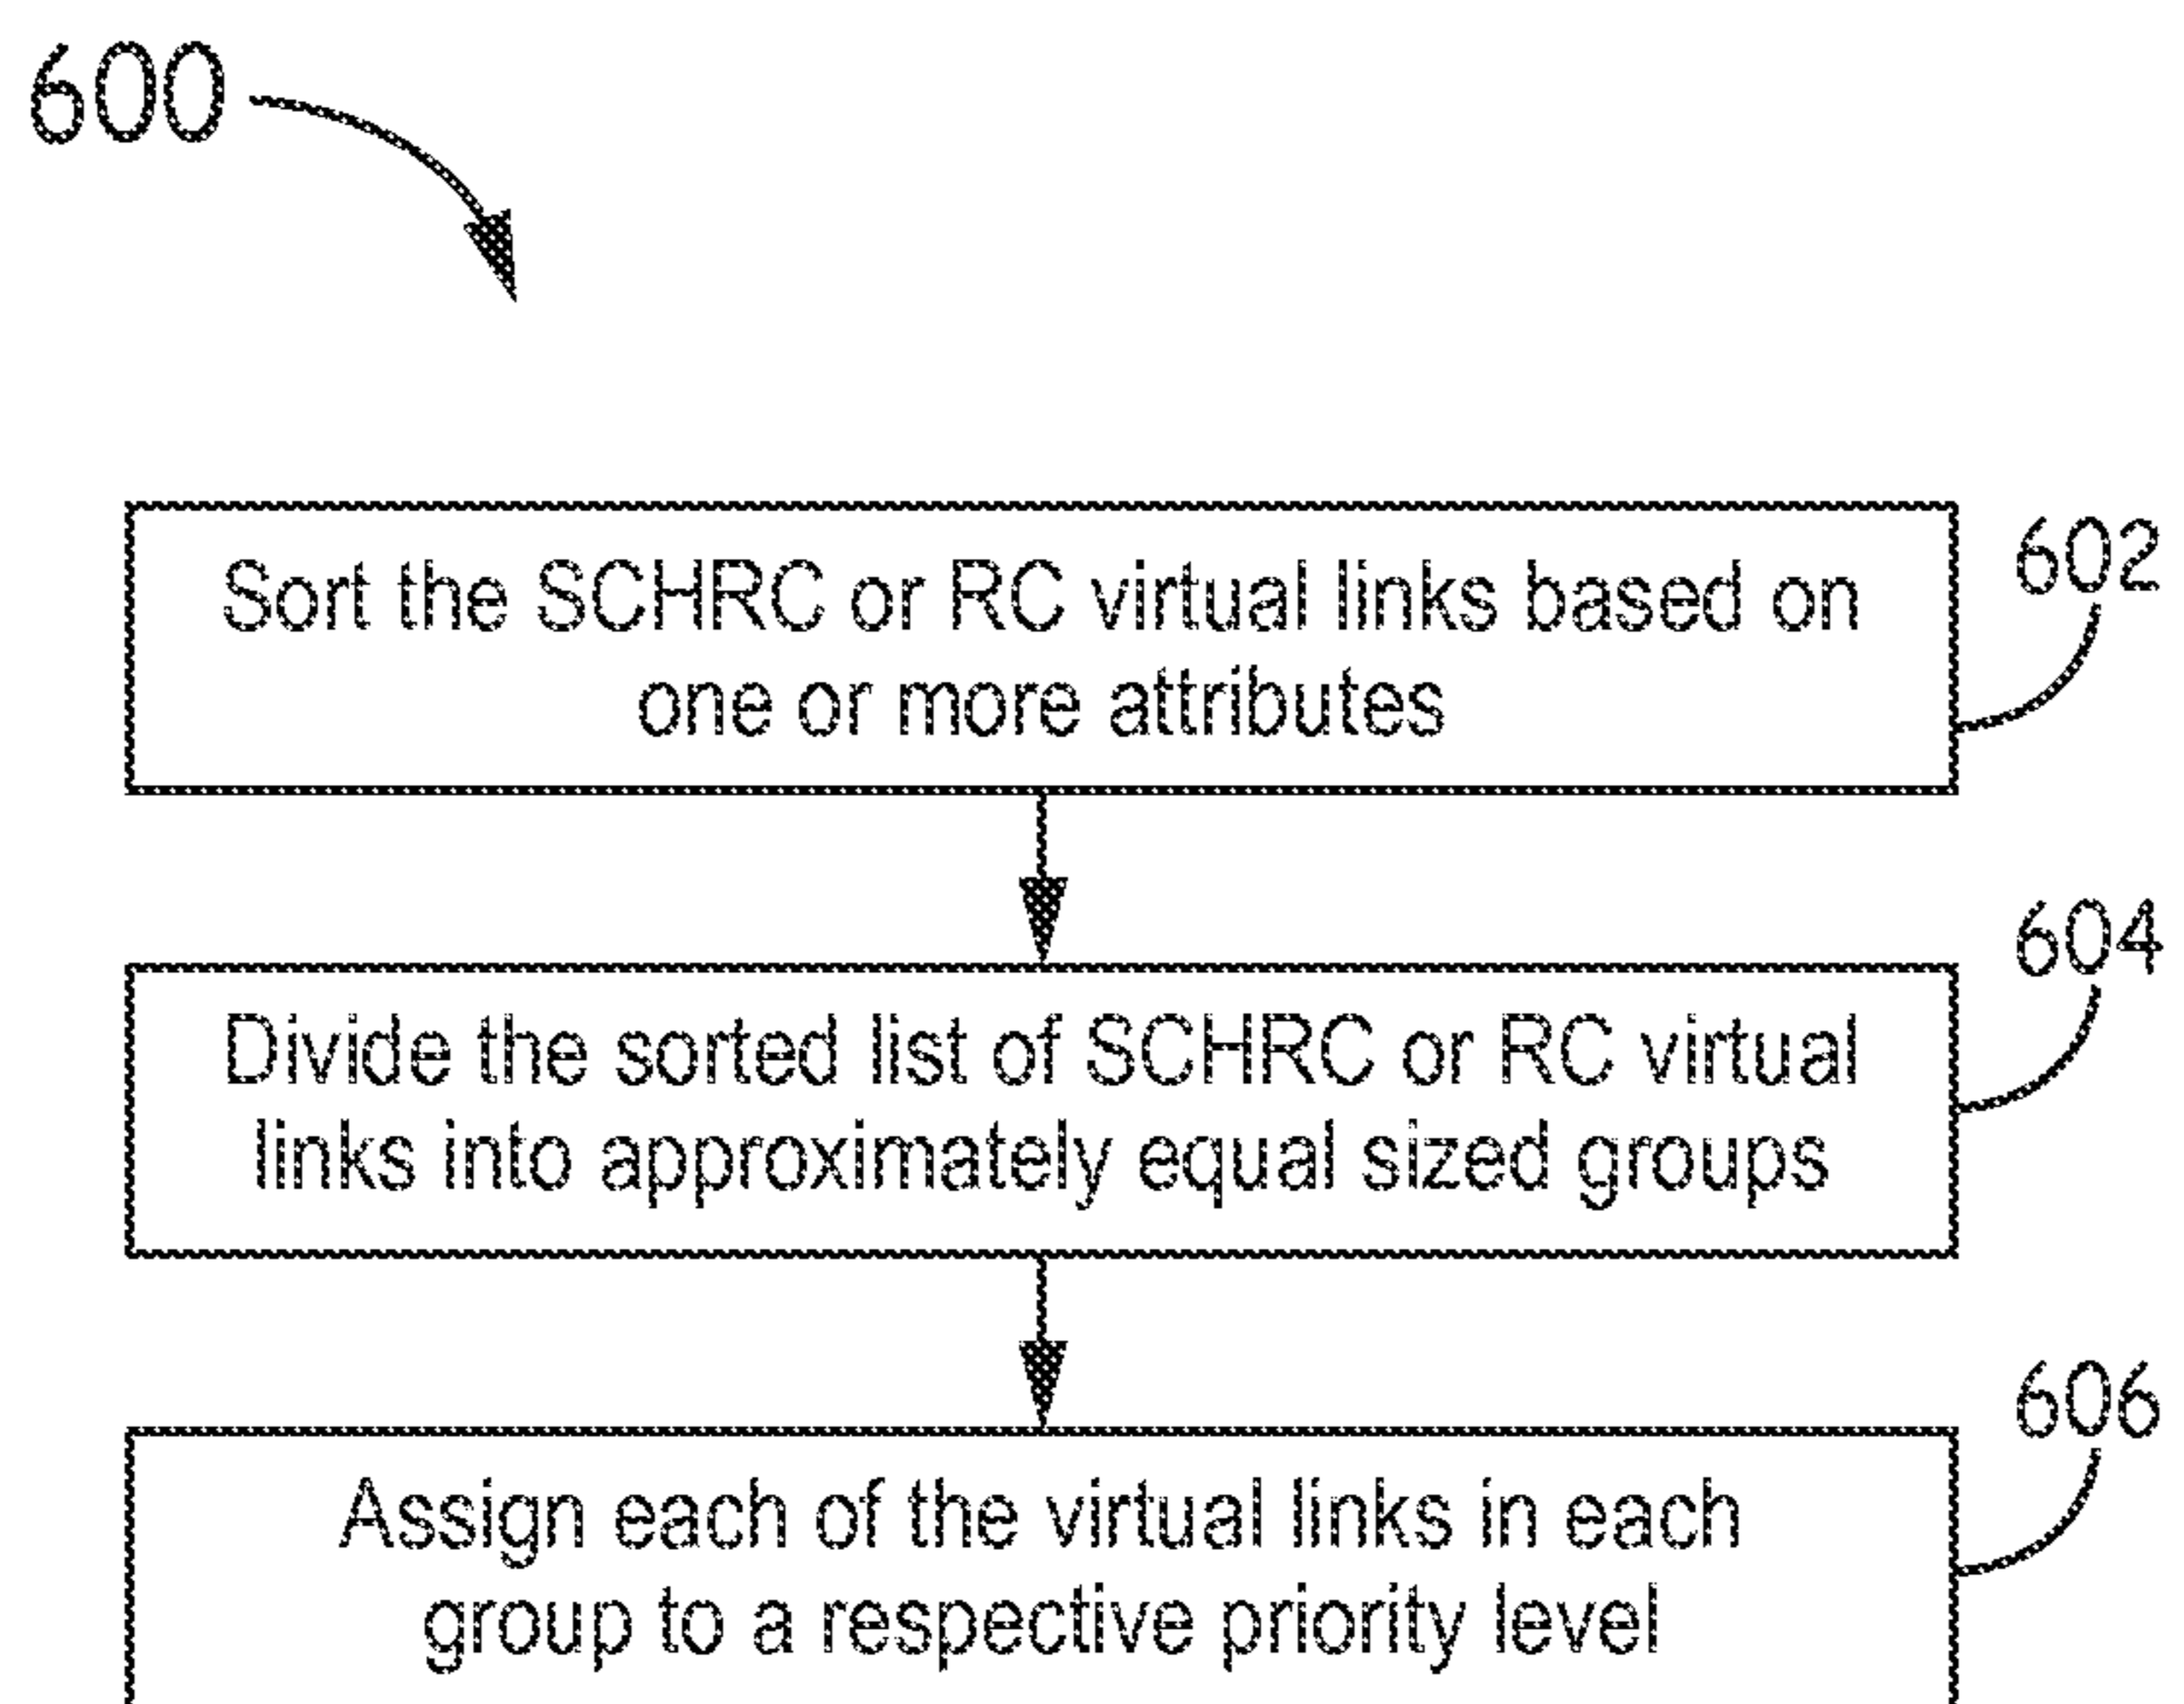 600
Sort the SCHRC or RC virtual links based on
one or more attributes
602
Divide the sorted list of SCHRC or RC virtual
links into approximately equal sized groups
604
Assign each of the virtual links in each
group to a respective priority level
606